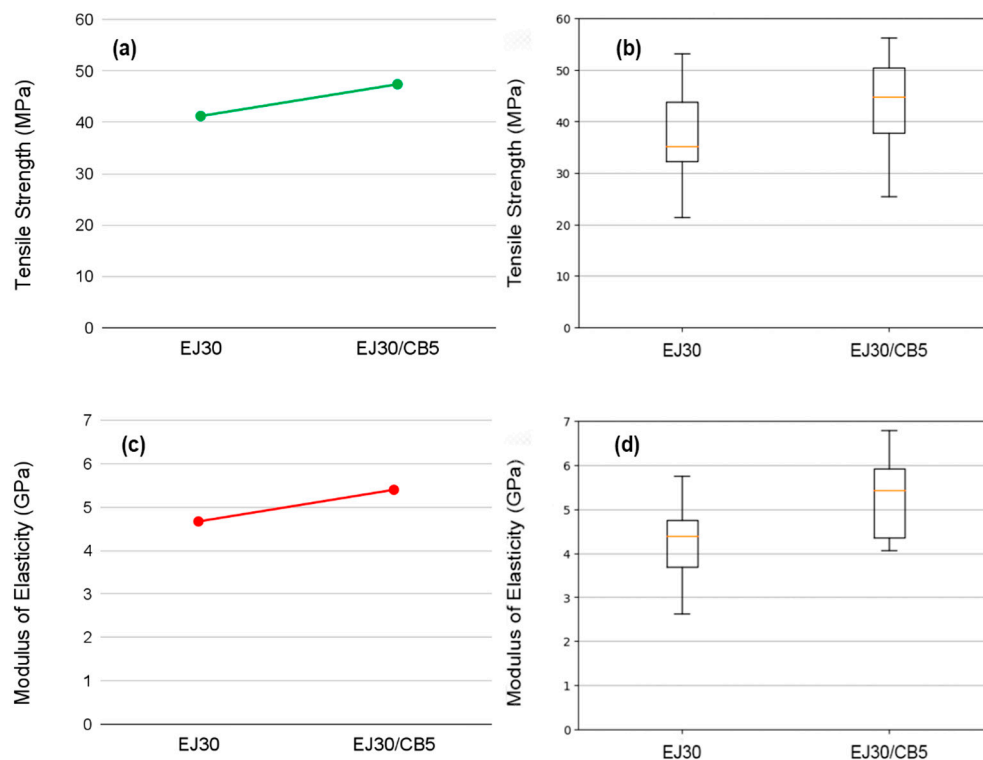 (a)
Tensile Strength (MPa)
60
50
40
30
20
10
0
EJ30 EJ30/CB5
(b)
Tensile Strength (MPa)
60
50
40
30
20
10
0
EJ30 EJ30/CB5
(c)
Modulus of Elasticity (GPa)
7
6
5
4
3
2
1
0
EJ30 EJ30/CB5
(d)
Modulus of Elasticity (GPa)
7
6
5
4
3
2
1
0
EJ30 EJ30/CB5